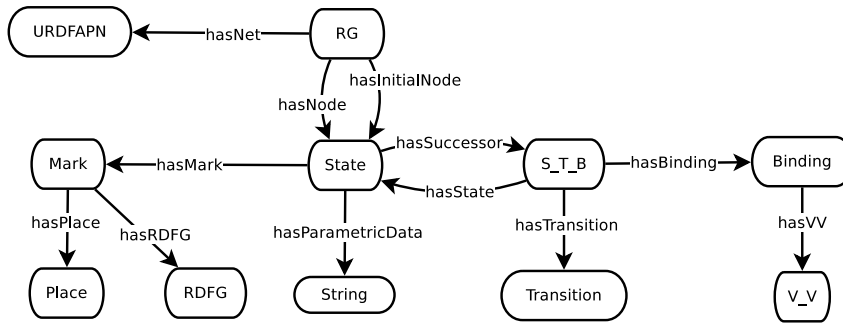 URDFAPN
hasNet
RG
hasInitialNode
hasNode
hasSuccessor
Mark
hasMark
State
S_T_B
hasBinding
Binding
hasState
hasPlace
hasRDFG
hasParametricData
hasTransition
hasVV
Place
RDFG
String
Transition
V_V